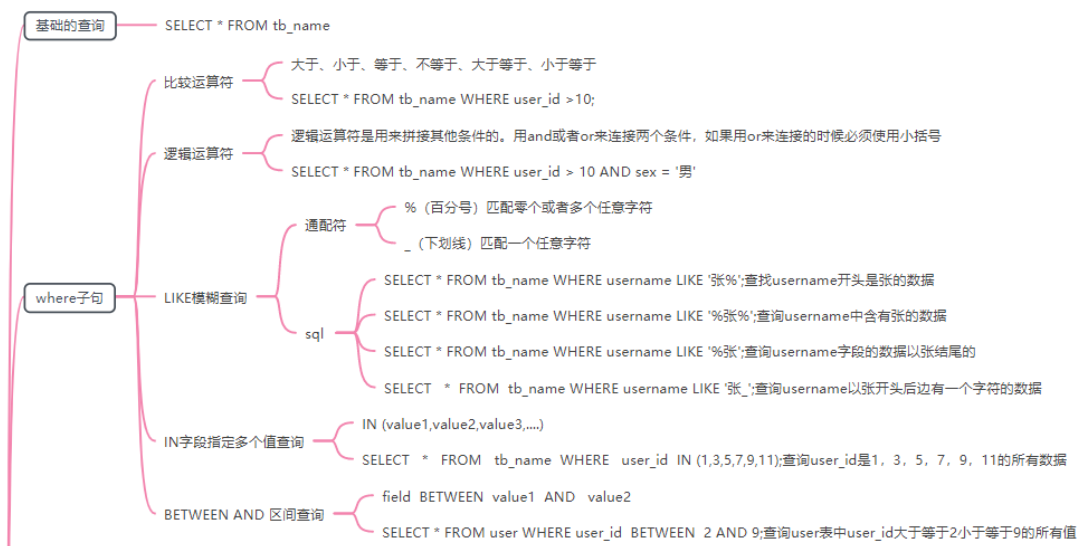 基础的查询
SELECT * FROM tb_name
where子句
比较运算符
大于、小于、等于、不等于、大于等于、小于等于
SELECT * FROM tb_name WHERE user_id >10;
逻辑运算符
逻辑运算符是用来拼接其他条件的。用and或者or来连接两个条件，如果用or来连接的时候必须使用小括号
SELECT * FROM tb_name WHERE user_id > 10 AND sex = '男'
LIKE模糊查询
通配符
%（百分号）匹配零个或者多个任意字符
_（下划线）匹配一个任意字符
sql
SELECT * FROM tb_name WHERE username LIKE '张%';查找username开头是张的数据
SELECT * FROM tb_name WHERE username LIKE '%张%';查询username中含有张的数据
SELECT * FROM tb_name WHERE username LIKE '%张';查询username字段的数据以张结尾的
SELECT * FROM tb_name WHERE username LIKE '张_';查询username以张开头后边有一个字符的数据
IN字段指定多个值查询
IN (value1,value2,value3,....)
SELECT * FROM tb_name WHERE user_id IN (1,3,5,7,9,11);查询user_id是1，3，5，7，9，11的所有数据
BETWEEN AND 区间查询
field BETWEEN value1 AND value2
SELECT * FROM user WHERE user_id BETWEEN 2 AND 9;查询user表中user_id大于等于2小于等于9的所有值